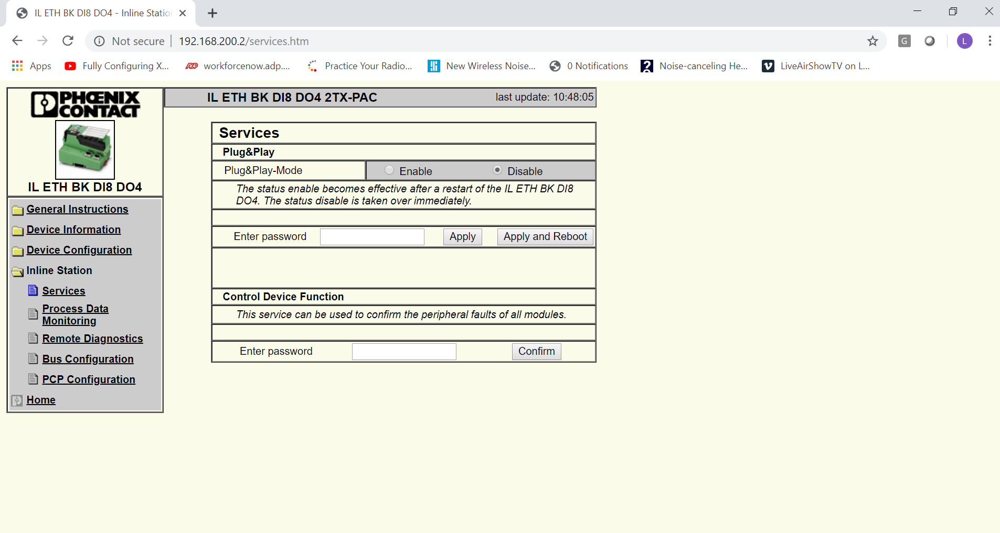 IL ETH BK DI8 DO4 - Inline Statio
Not secure | 192.168.200.2/services.htm
G
L
Apps
Fully Configuring X...
ADP
workforcenow.adp....
Practice Your Radio...
New Wireless Noise...
0 Notifications
Noise-canceling He...
LiveAirShowTV on L...
PHŒNIX
CONTACT
IL ETH BK DI8 DO4
General Instructions
Device Information
Device Configuration
Inline Station
Services
Process Data
Monitoring
Remote Diagnostics
Bus Configuration
PCP Configuration
Home
IL ETH BK DI8 DO4 2TX-PAC
last update: 10:48:05
Services
Plug&Play
Plug&Play-Mode
Enable
Disable
The status enable becomes effective after a restart of the IL ETH BK DI8
DO4. The status disable is taken over immediately.
Enter password
Apply
Apply and Reboot
Control Device Function
This service can be used to confirm the peripheral faults of all modules.
Enter password
Confirm